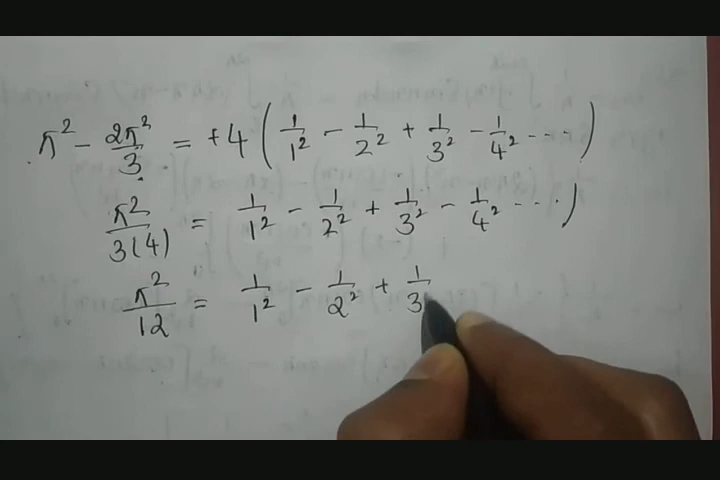 π² - 2π²/3 = +4 ( 1/1² - 1/2² + 1/3² - 1/4² ---- )
π²/3(4) = 1/1² - 1/2² + 1/3² - 1/4² ---- )
π²/12 = 1/1² - 1/2² + 1/3